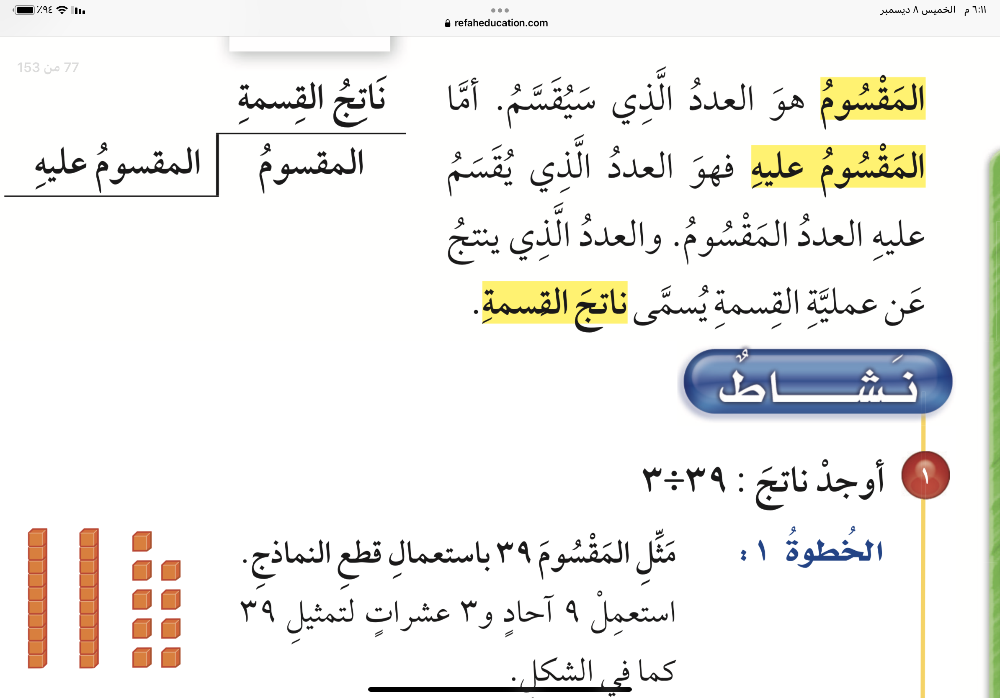 ٦:١١ م الخميس ٨ ديسمبر
٪٩٤
refaheducation.com
77 من 153
المَقْسُومُ هوَ العددُ الَّذِي سَيُقَسَّمُ. أمَّا
المَقْسُومُ عليهِ فهوَ العددُ الَّذِي يُقَسَمُ
عليهِ العددُ المَقْسُومُ. والعددُ الَّذِي ينتجُ
عَن عمليَّةِ القِسمةِ يُسمَّى ناتجَ القِسمةِ.
نَاتِجُ القِسمةِ
المقسومُ
المقسومُ عليهِ
نَشاطٌ
١
أوجدْ ناتجَ : ٣٩÷٣
الخُطوةُ ١ :
مَثِّلِ المَقْسُومَ ٣٩ باستعمالِ قطعِ النماذجِ.
استعمِلْ ٩ آحادٍ و٣ عشراتٍ لتمثيلِ ٣٩
كما في الشكلِ.